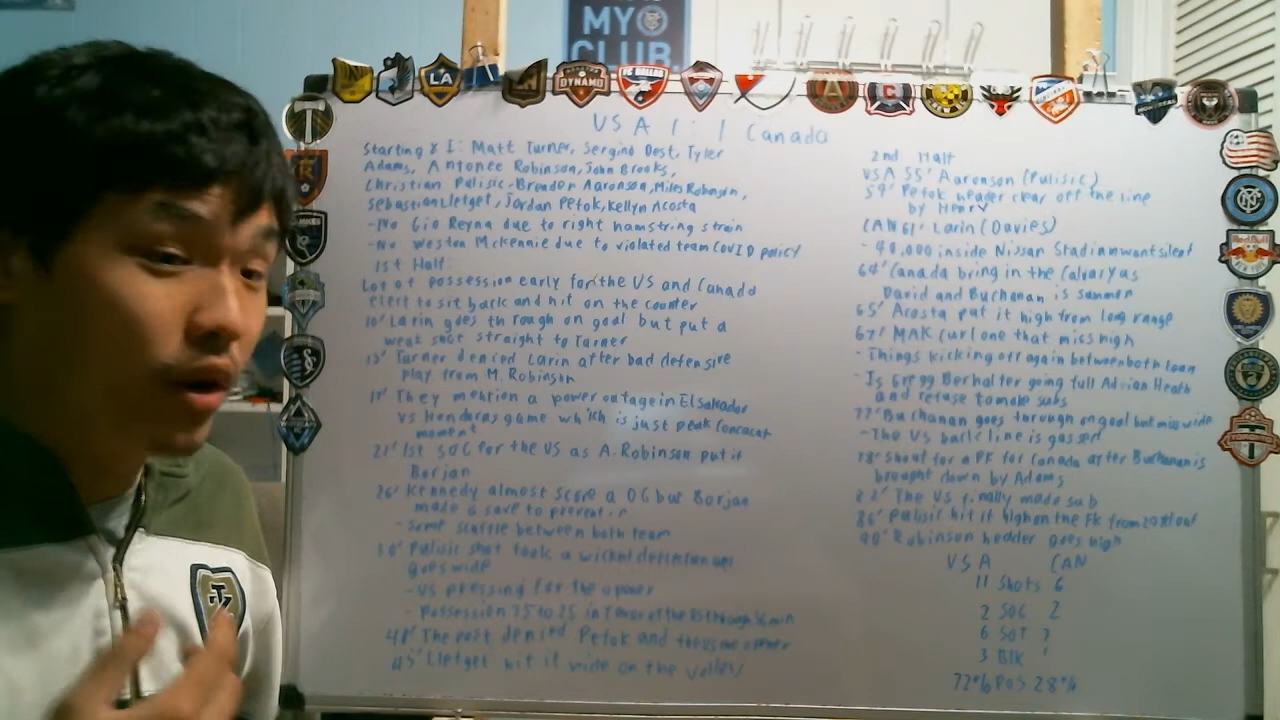 MY
CLUB.
LA
DYNAMO
FC DALLAS
USA 1:1 Canada
Starting XI: Matt Turner, Sergino Dest, Tyler
Adams, Antonee Robinson, John Brooks,
Christian Pulisic, Brender Aaronson, Miles Robinson,
Sebastian Lletget, Jordan Pefok, Kellyn Acosta
-No Gio Reyna due to right hamstring strain
-No Weston Mckennie due to violated team COVID policy
1st Half:
Lot of possession early for the US and Canada
elect to sit back and hit on the counter
10' Larin goes through on goal but put a
weak shot straight to Turner
13' Turner denied Larin after bad defensive
play from M. Robinson
They mention a power outage in El Salvador
vs Honduras game which is just peak Concacaf
moment
21' 1st SOG for the US as A. Robinson put it
Borjan
26' Kennedy almost score a OG but Borjan
made a save to prevent it
- Some scuffle between both team
30' Pulisic shot took a wicked deflection and
goes wide
- US pressing for the opener
- Possession 75 to 25 in favor of the US through 36 min
The post denied Pefok and the US the opener
45' Lletget hit it wide on the volley
2nd Half
USA 55' Aaronson (Pulisic)
59' Pefok header clear off the line
by Henry
CAN 61' Larin (Davies)
- 40,000 inside Nissan Stadium went silent
64' Canada bring in the Calvary as
David and Buchanan is summon
65' Acosta put it high from long range
67' MAK curl one that miss high
- Things kicking off again between both team
- Is Gregg Berhalter going full Adrian Heath
and refuse to make subs
77' Buchanan goes through on goal but miss wide
- The US back line is gassed
78' Shout for a PK for Canada after Buchanan is
brought down by Adams
The US finally made sub
86' Pulisic hit it high on the FK from
90' Robinson header goes high
USA CAN
11 Shots 6
2 SOG 2
6 SOT
3 Blk
72% Pos 28%